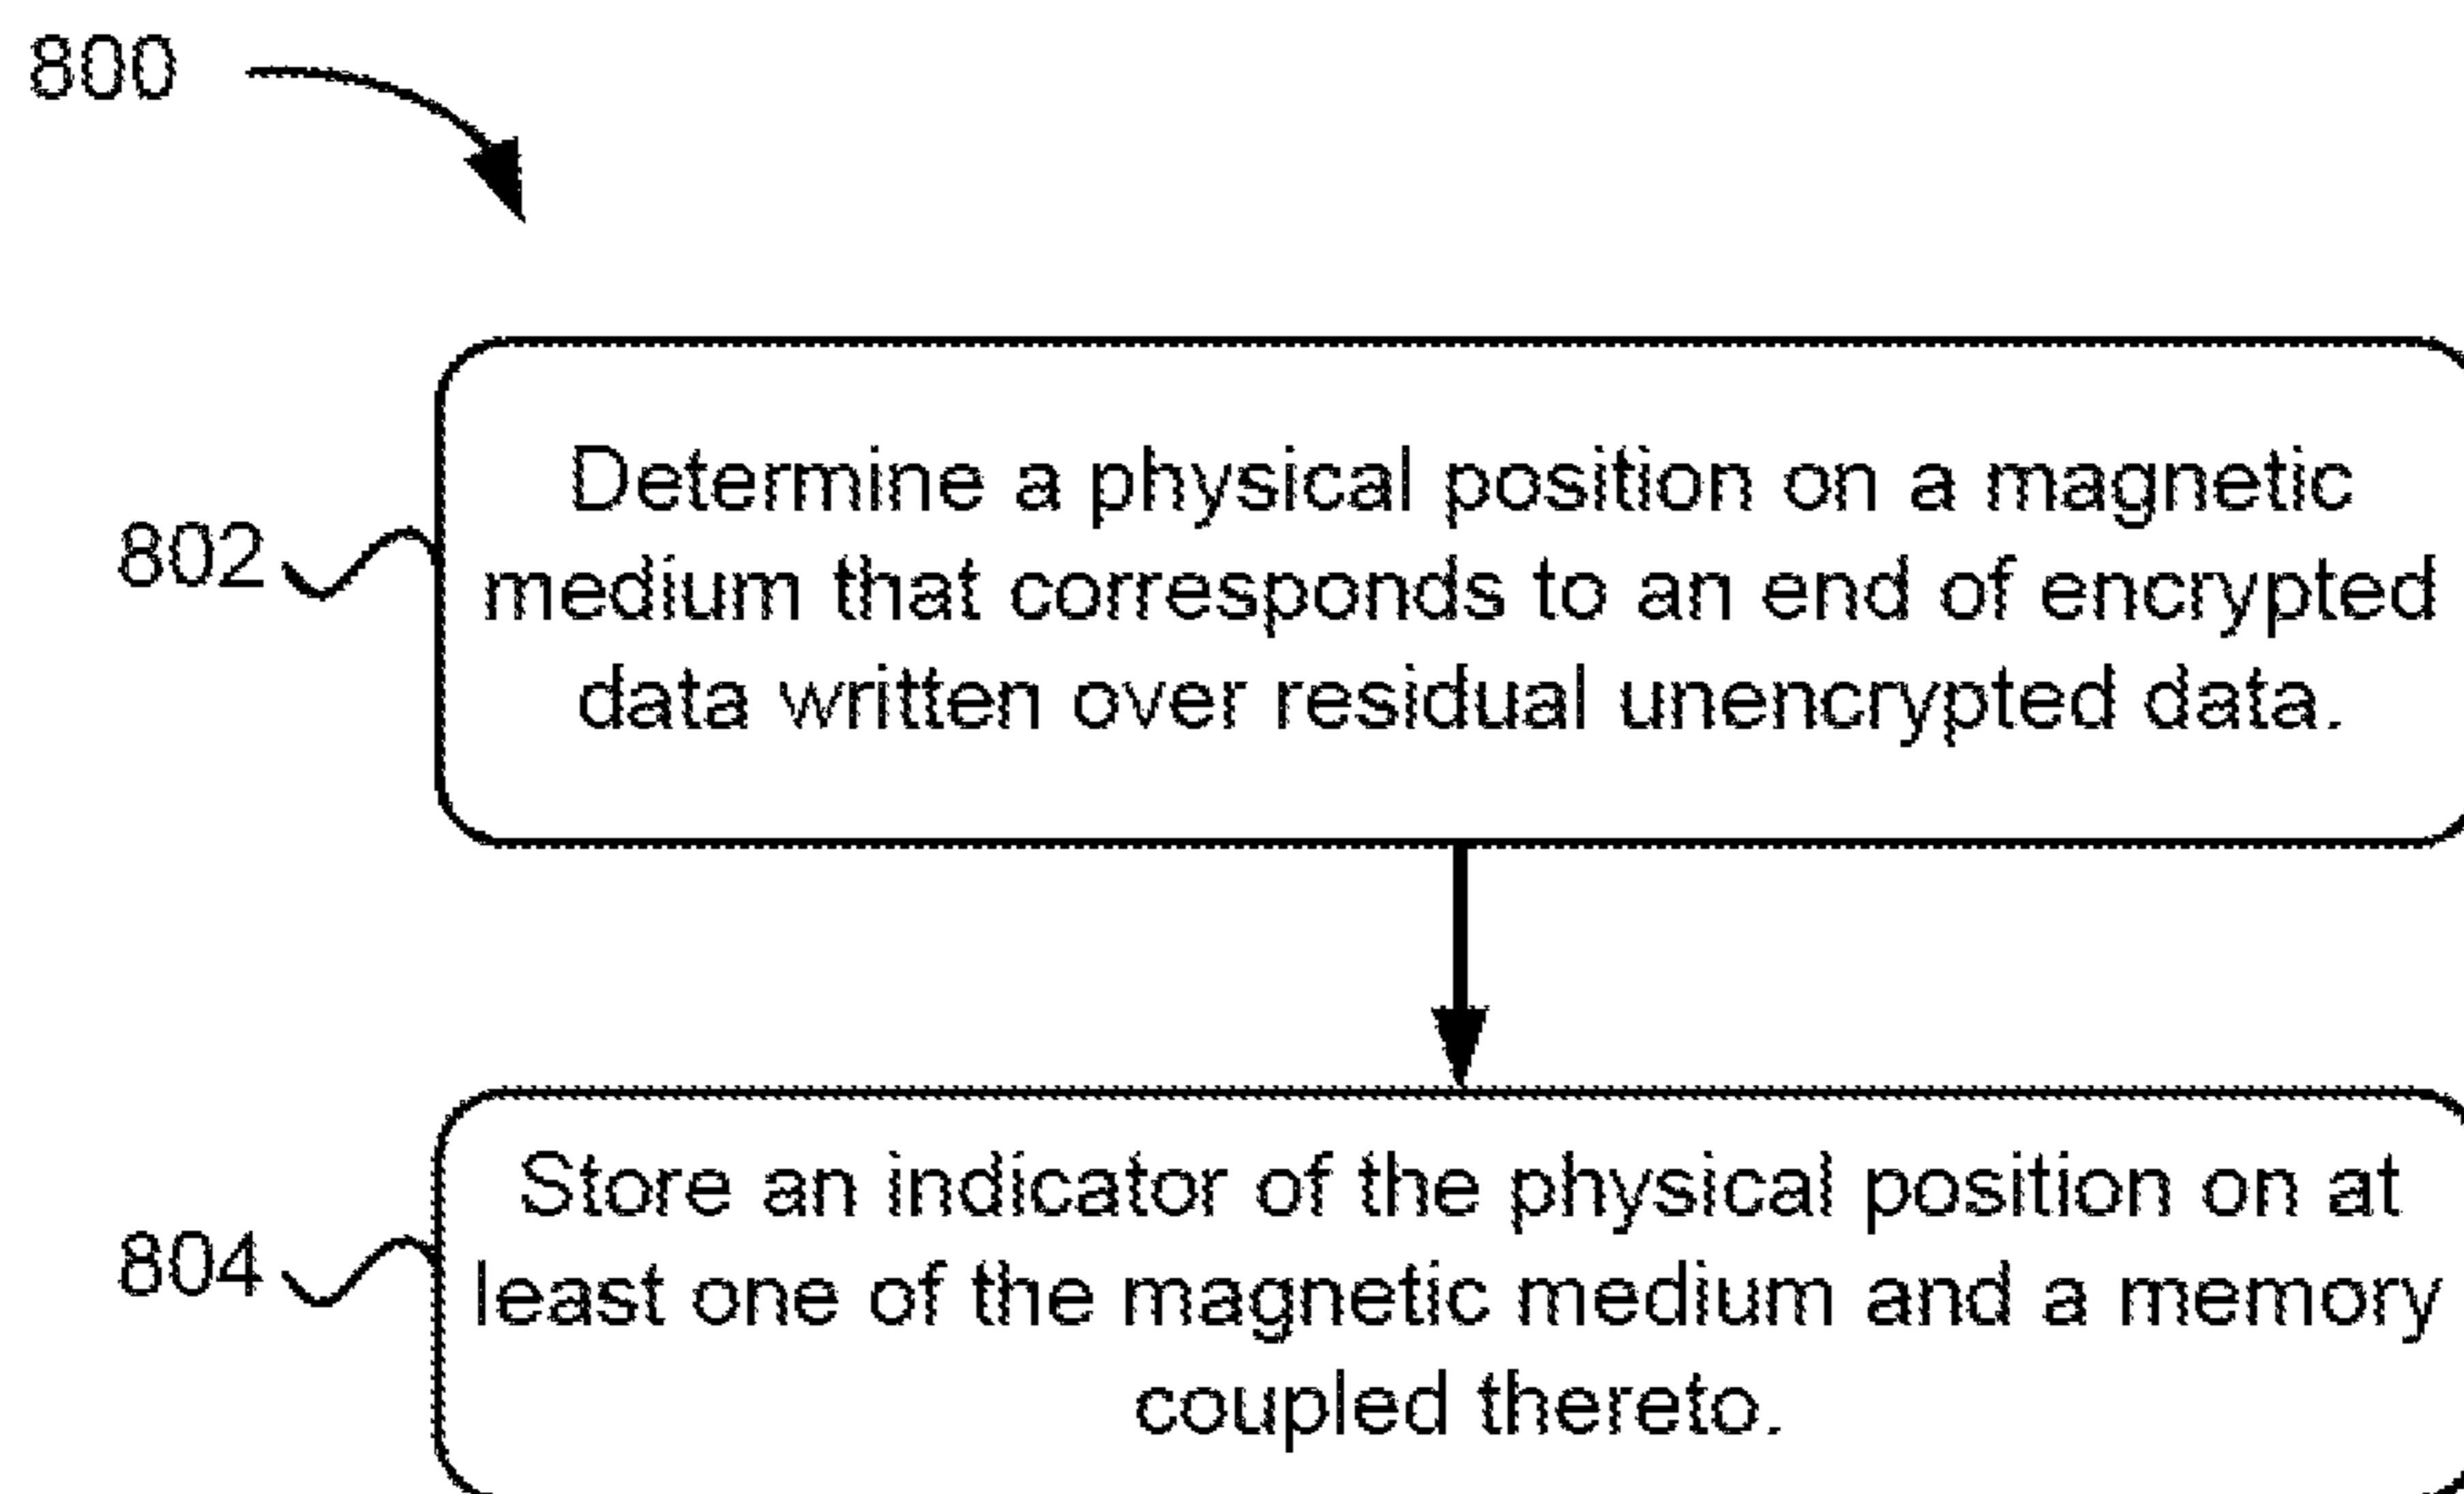 800
802
Determine a physical position on a magnetic
medium that corresponds to an end of encrypted
data written over residual unencrypted data.
804
Store an indicator of the physical position on at
least one of the magnetic medium and a memory
coupled thereto.